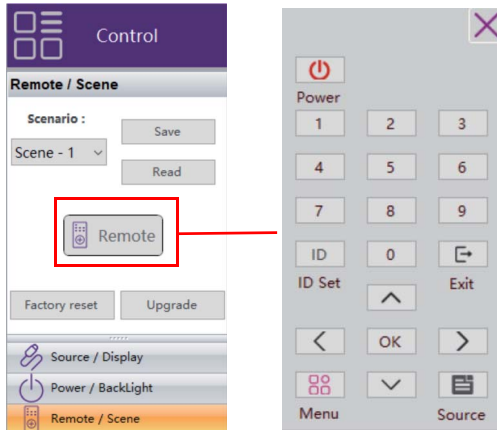 Control
Remote / Scene
Scenario :
Save
Scene - 1
Read
Remote
Factory reset
Upgrade
Source / Display
Power / BackLight
Remote / Scene
Power
1 2 3
4 5 6
7 8 9
ID 0
ID Set Exit
OK
Menu Source